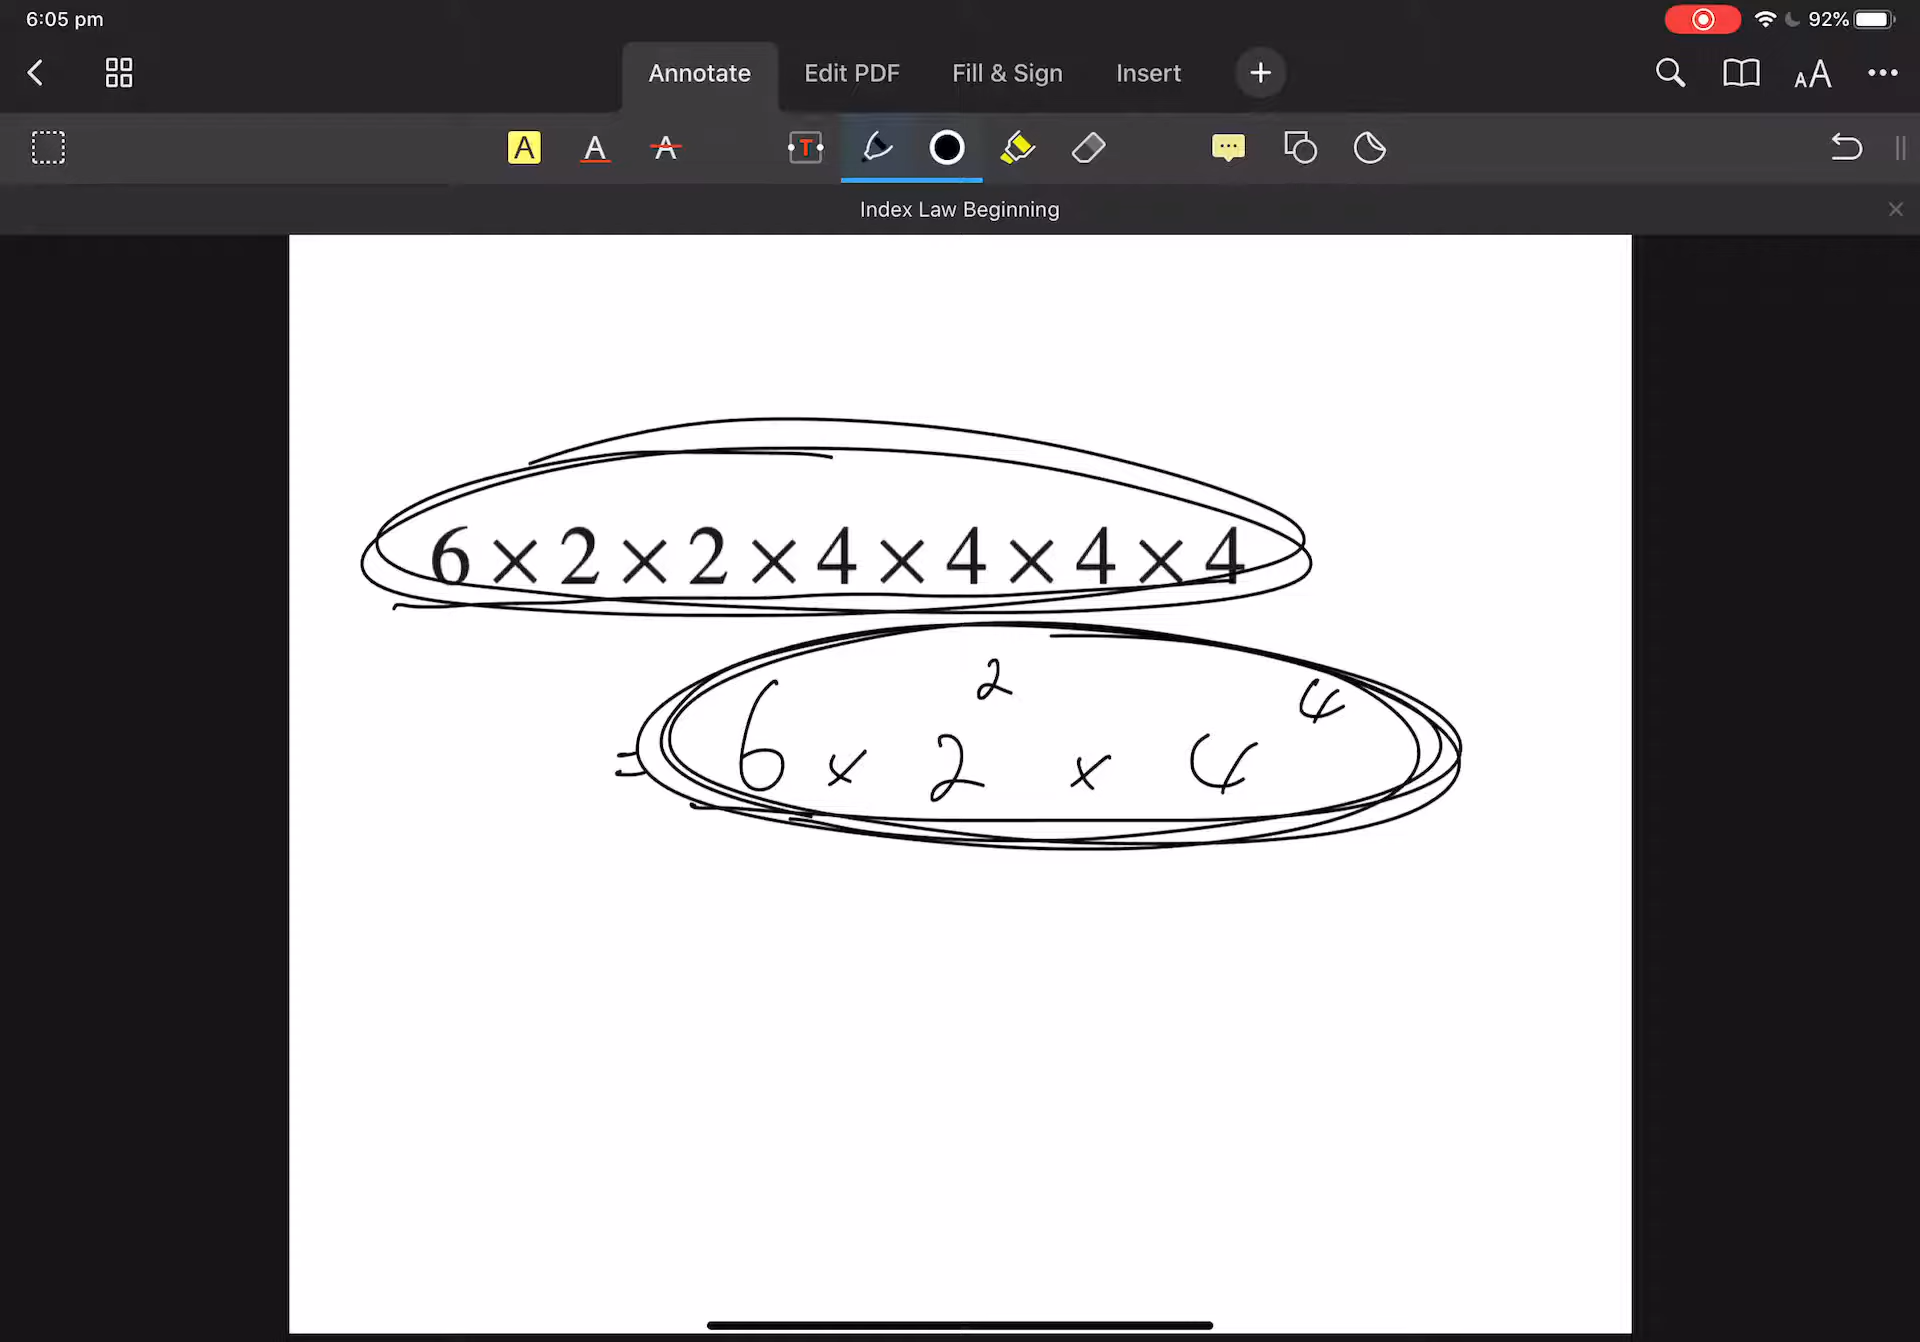 6:05 pm 92%
Annotate Edit PDF Fill & Sign Insert AA
A A A T
Index Law Beginning
6 × 2 × 2 × 4 × 4 × 4 × 4
= 6 × 2² × 4⁴